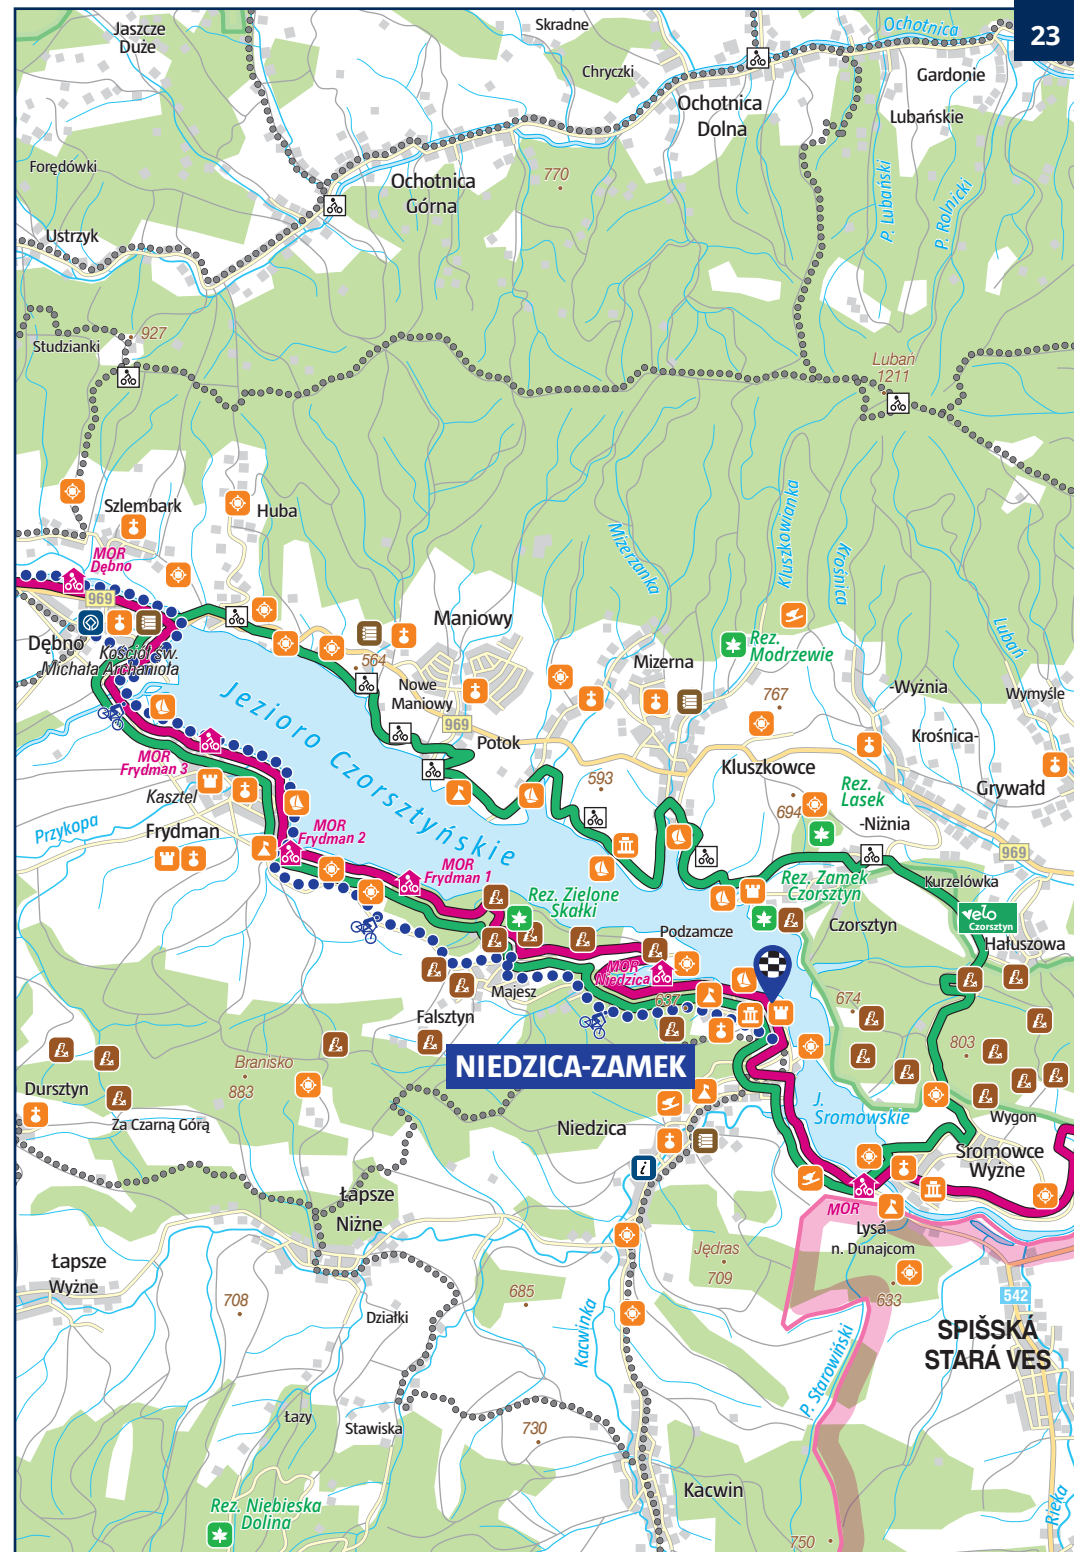 23
Jaszcze
Duże
Skradne
Ochotnica
Chryczki
Gardonie
Ochotnica
Dolna
Lubańskie
Forędówki
770
Ochotnica
Górna
P. Lubański
P. Rolnicki
Ustrzyk
927
Studzianki
Lubań
1211
Szlembark
Huba
Mizerzanka
Kluszkowianka
Krośnica
MOR
Dębno
969
Maniowy
Lubań
Dębno
Kościół św.
Michała Archanioła
564
Rez.
Modrzewie
Mizerna
Nowe
Maniowy
-Wyżnia
Wymyśle
767
969
Jezioro Czorsztyńskie
Potok
Krośnica-
MOR
Frydman 3
Kluszkowce
593
Grywałd
Kasztel
Rez.
Lasek
694
-Niżnia
Przykopa
Frydman
MOR
Frydman 2
969
MOR
Frydman 1
Rez. Zamek
Czorsztyn
Kurzelówka
Rez. Zielone
Skałki
Velo
Czorsztyn
Czorsztyn
Podzamcze
Hałuszowa
MOR
Niedzica
Majesz
637
674
Falsztyn
803
Branisko
883
NIEDZICA-ZAMEK
Dursztyn
Za Czarną Górą
J.
Sromowskie
Wygon
Niedzica
i
Sromowce
Wyżne
Łapsze
Niżne
MOR
Lysá
n. Dunajcom
Łapsze
Wyżne
Jędras
709
685
708
633
542
Działki
Kacwinka
SPIŠSKÁ
STARÁ VES
P. Starowiński
Łazy
Stawiska
730
Kacwin
Rez. Niebieska
Dolina
Rieka
750